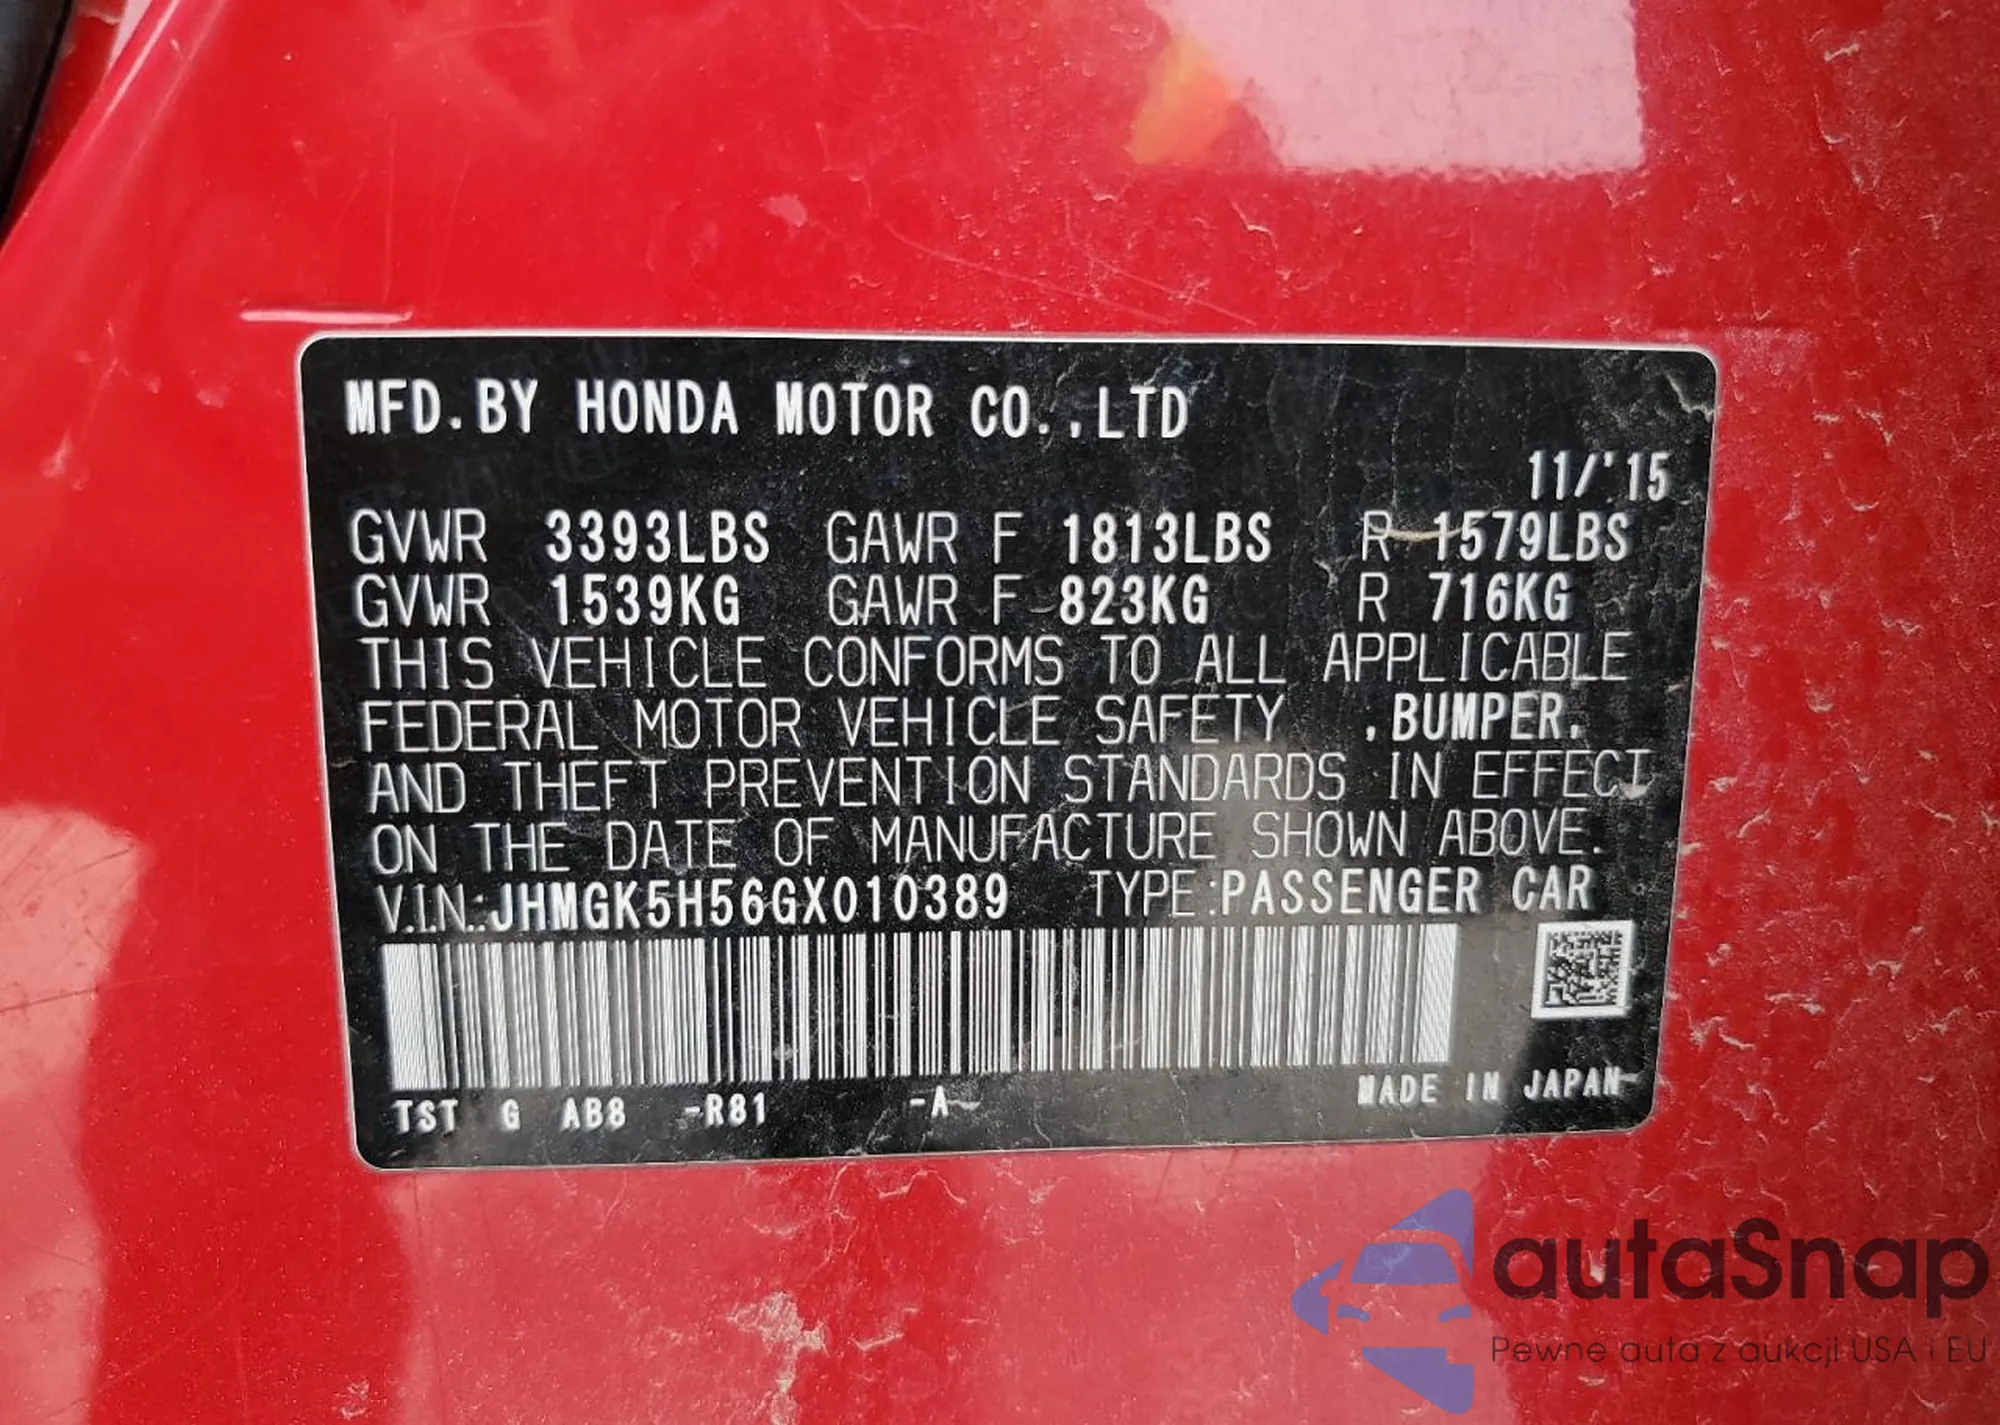 MFD.BY HONDA MOTOR CO.,LTD
11/'15
GVWR 3393LBS GAWR F 1813LBS R 1579LBS
GVWR 1539KG GAWR F 823KG R 716KG
THIS VEHICLE CONFORMS TO ALL APPLICABLE
FEDERAL MOTOR VEHICLE SAFETY ,BUMPER,
AND THEFT PREVENTION STANDARDS IN EFFECT
ON THE DATE OF MANUFACTURE SHOWN ABOVE.
V.I.N.:JHMGK5H56GX010389 TYPE:PASSENGER CAR
TST G AB8 -R81 -A-
MADE IN JAPAN
autaSnap
Pewne auta z aukcji USA i EU